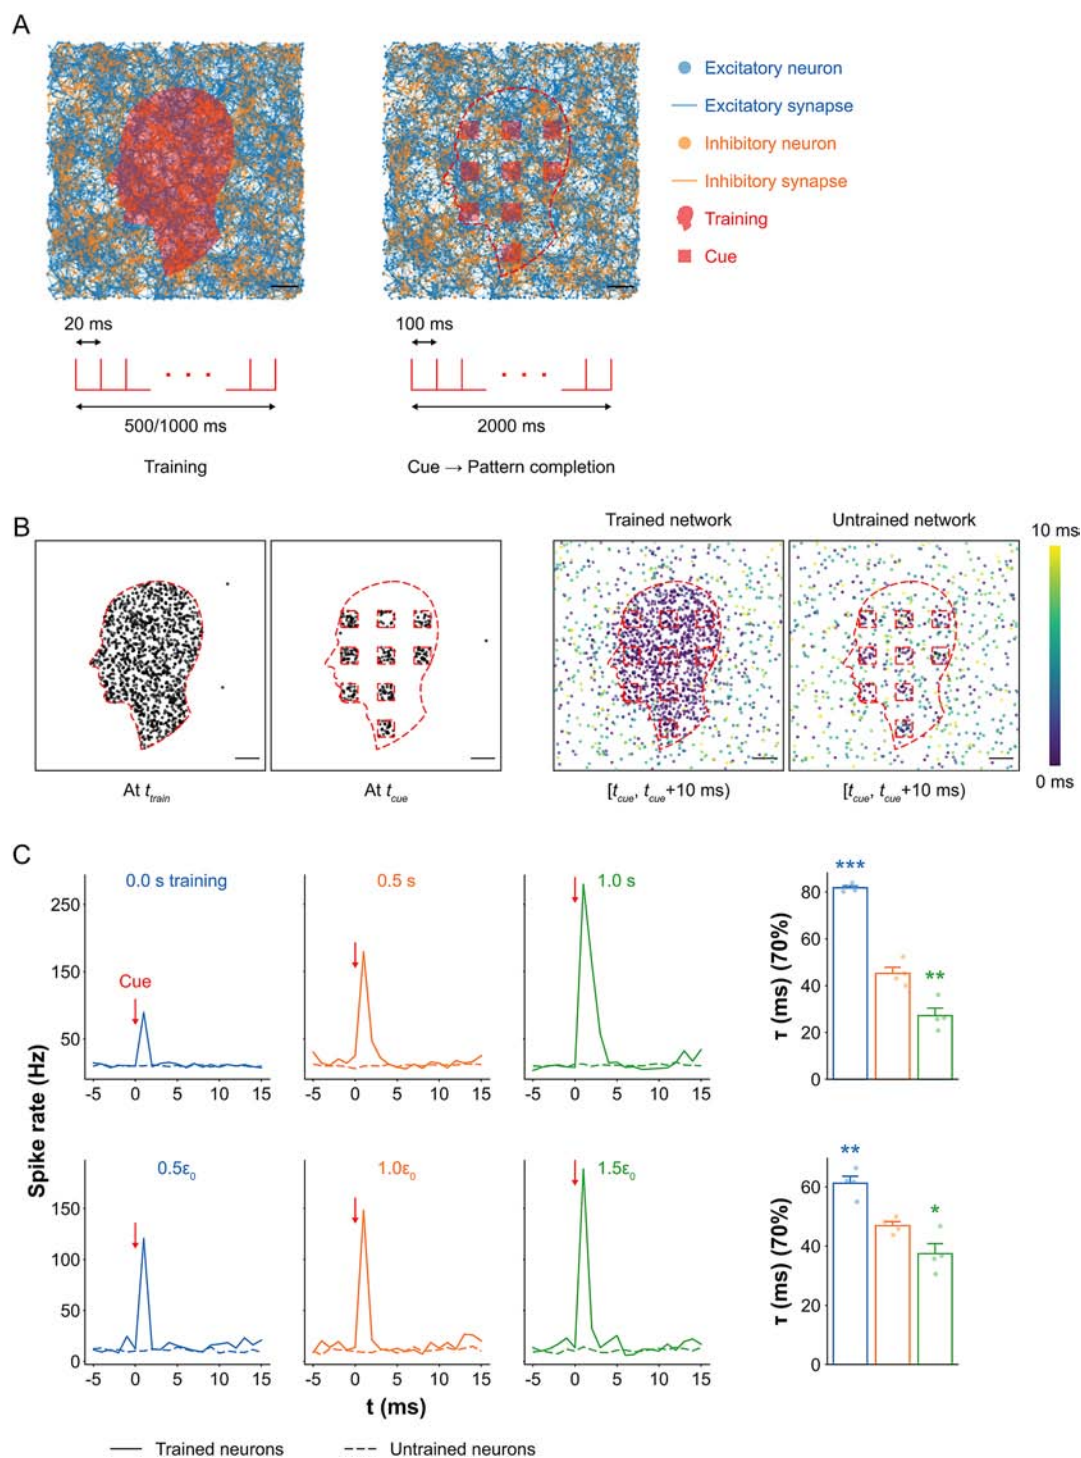 A
Excitatory neuron
Excitatory synapse
Inhibitory neuron
Inhibitory synapse
Training
Cue
20 ms
500/1000 ms
Training
100 ms
2000 ms
Cue → Pattern completion
B
Trained network
Untrained network
10 ms
0 ms
At t_train
At t_cue
[t_cue, t_cue+10 ms)
[t_cue, t_cue+10 ms)
C
Spike rate (Hz)
0.0 s training
0.5 s
1.0 s
Cue
250
150
50
-5 0 5 10 15
-5 0 5 10 15
-5 0 5 10 15
***
**
τ (ms) (70%)
80
60
40
20
0
0.5ε₀
1.0ε₀
1.5ε₀
150
100
50
0
-5 0 5 10 15
-5 0 5 10 15
-5 0 5 10 15
t (ms)
**
*
τ (ms) (70%)
60
40
20
0
Trained neurons
Untrained neurons